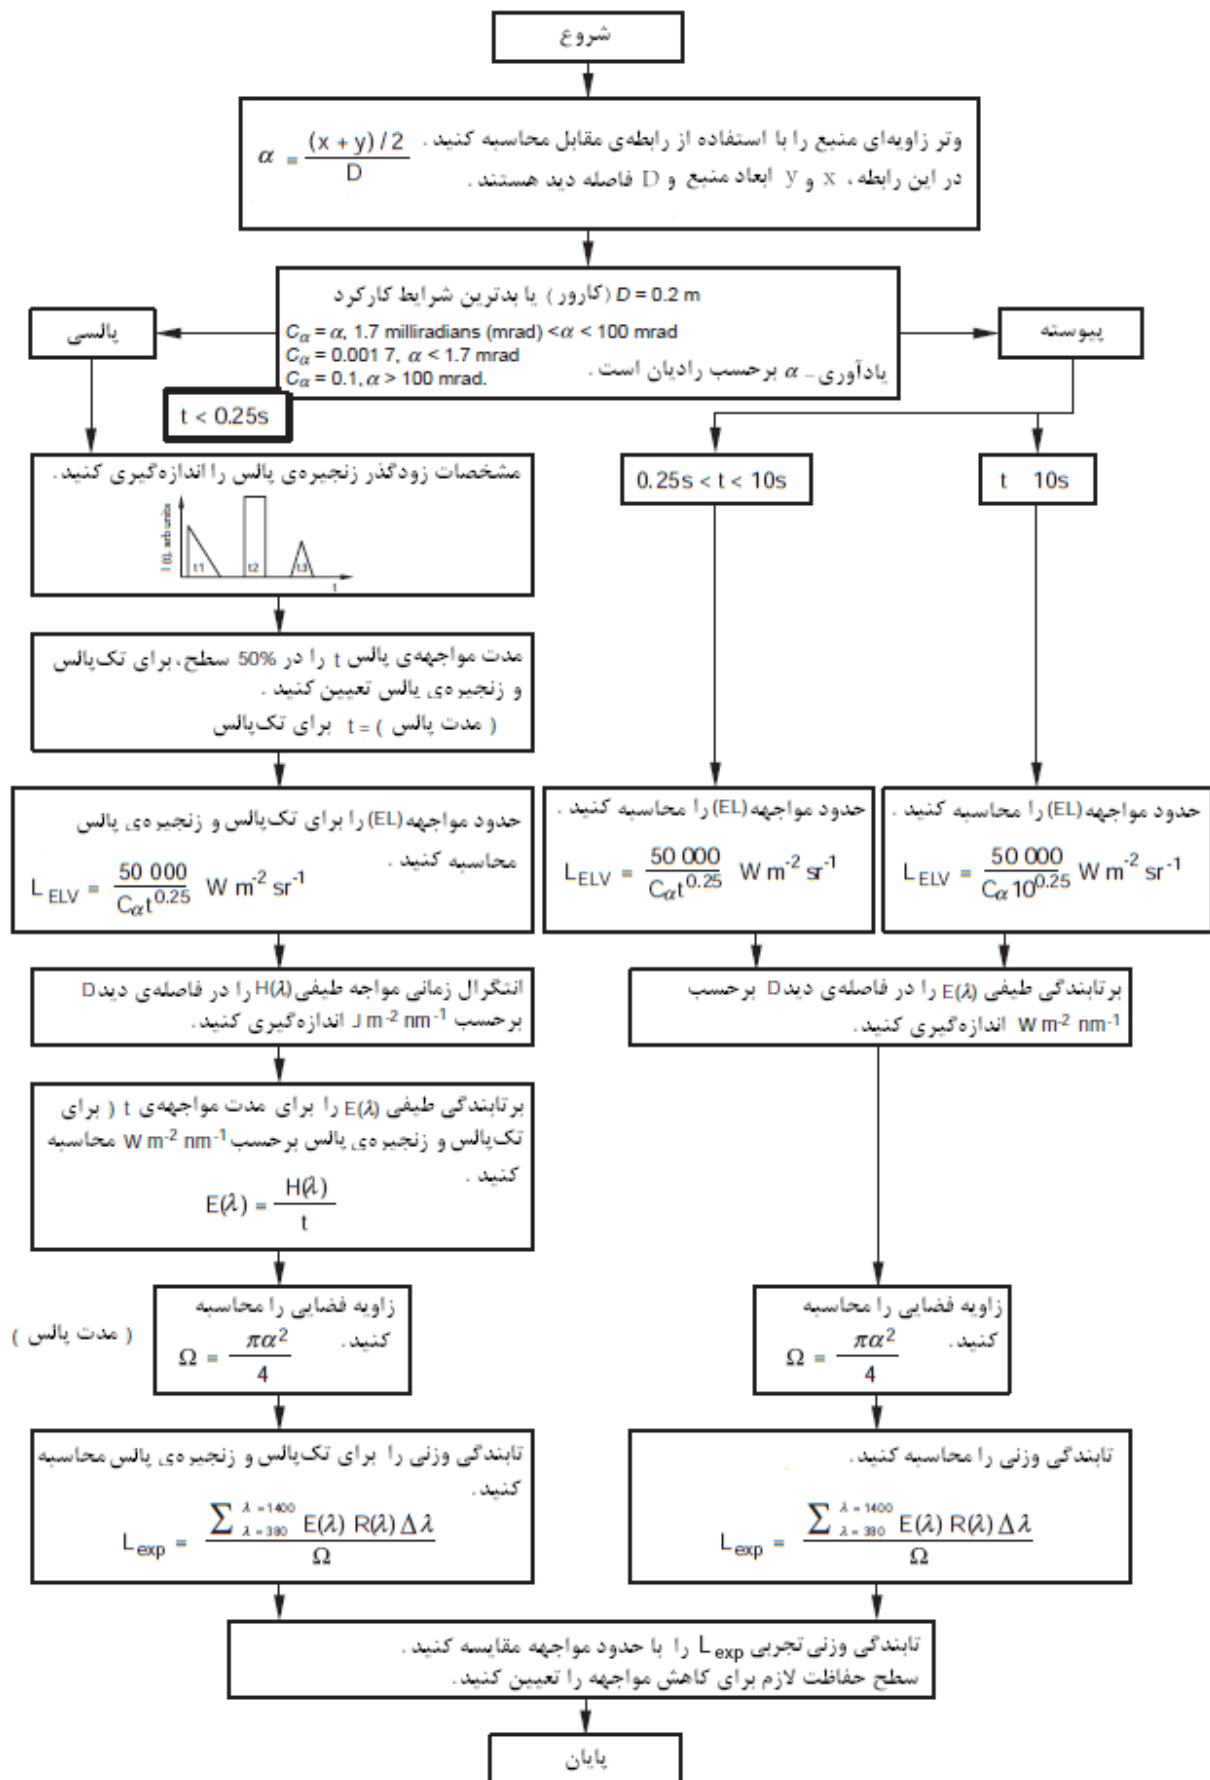 شروع
وتر زاویه‌ای منبع را با استفاده از رابطه‌ی مقابل محاسبه کنید .
α = (x + y) / 2 / D
در این رابطه، x و y ابعاد منبع و D فاصله دید هستند .
D = 0.2 m (کارور) یا بدترین شرایط کارکرد
Cα = α, 1.7 milliradians (mrad) < α < 100 mrad
Cα = 0.001 7, α < 1.7 mrad
Cα = 0.1, α > 100 mrad.
یادآوری- α برحسب رادیان است .
پالسی
پیوسته
t < 0.25s
0.25s < t < 10s
t 10s
مشخصات زودگذر زنجیره‌ی پالس را اندازه‌گیری کنید.
I (t), arb units
t1
t2
t3
t
مدت مواجهه‌ی پالس t را در 50% سطح، برای تک‌پالس
و زنجیره‌ی پالس تعیین کنید .
( مدت پالس ) = t برای تک‌پالس
حدود مواجهه (EL) را برای تک‌پالس و زنجیره‌ی پالس
محاسبه کنید .
L ELV = 50 000 / Cα t^0.25 W m-2 sr-1
حدود مواجهه (EL) را محاسبه کنید .
L ELV = 50 000 / Cα t^0.25 W m-2 sr-1
حدود مواجهه (EL) را محاسبه کنید .
L ELV = 50 000 / Cα 10^0.25 W m-2 sr-1
انتگرال زمانی مواجه طیفی H(λ) را در فاصله‌ی دید D
برحسب J m-2 nm-1 اندازه‌گیری کنید.
برتابندگی طیفی E(λ) را در فاصله‌ی دید D برحسب
W m-2 nm-1 اندازه‌گیری کنید.
برتابندگی طیفی E(λ) را برای مدت مواجهه‌ی t ( برای
تک‌پالس و زنجیره‌ی پالس برحسب W m-2 nm-1 محاسبه
کنید .
E(λ) = H(λ) / t
زاویه فضایی را محاسبه
کنید.
Ω = πα2 / 4
( مدت پالس )
زاویه فضایی را محاسبه
کنید.
Ω = πα2 / 4
تابندگی وزنی را برای تک‌پالس و زنجیره‌ی پالس محاسبه
کنید.
L exp = ∑ λ = 1400 λ = 380 E(λ) R(λ) Δλ / Ω
تابندگی وزنی را محاسبه کنید.
L exp = ∑ λ = 1400 λ = 380 E(λ) R(λ) Δλ / Ω
تابندگی وزنی تجربی L exp را با حدود مواجهه مقایسه کنید .
سطح حفاظت لازم برای کاهش مواجهه را تعیین کنید.
پایان